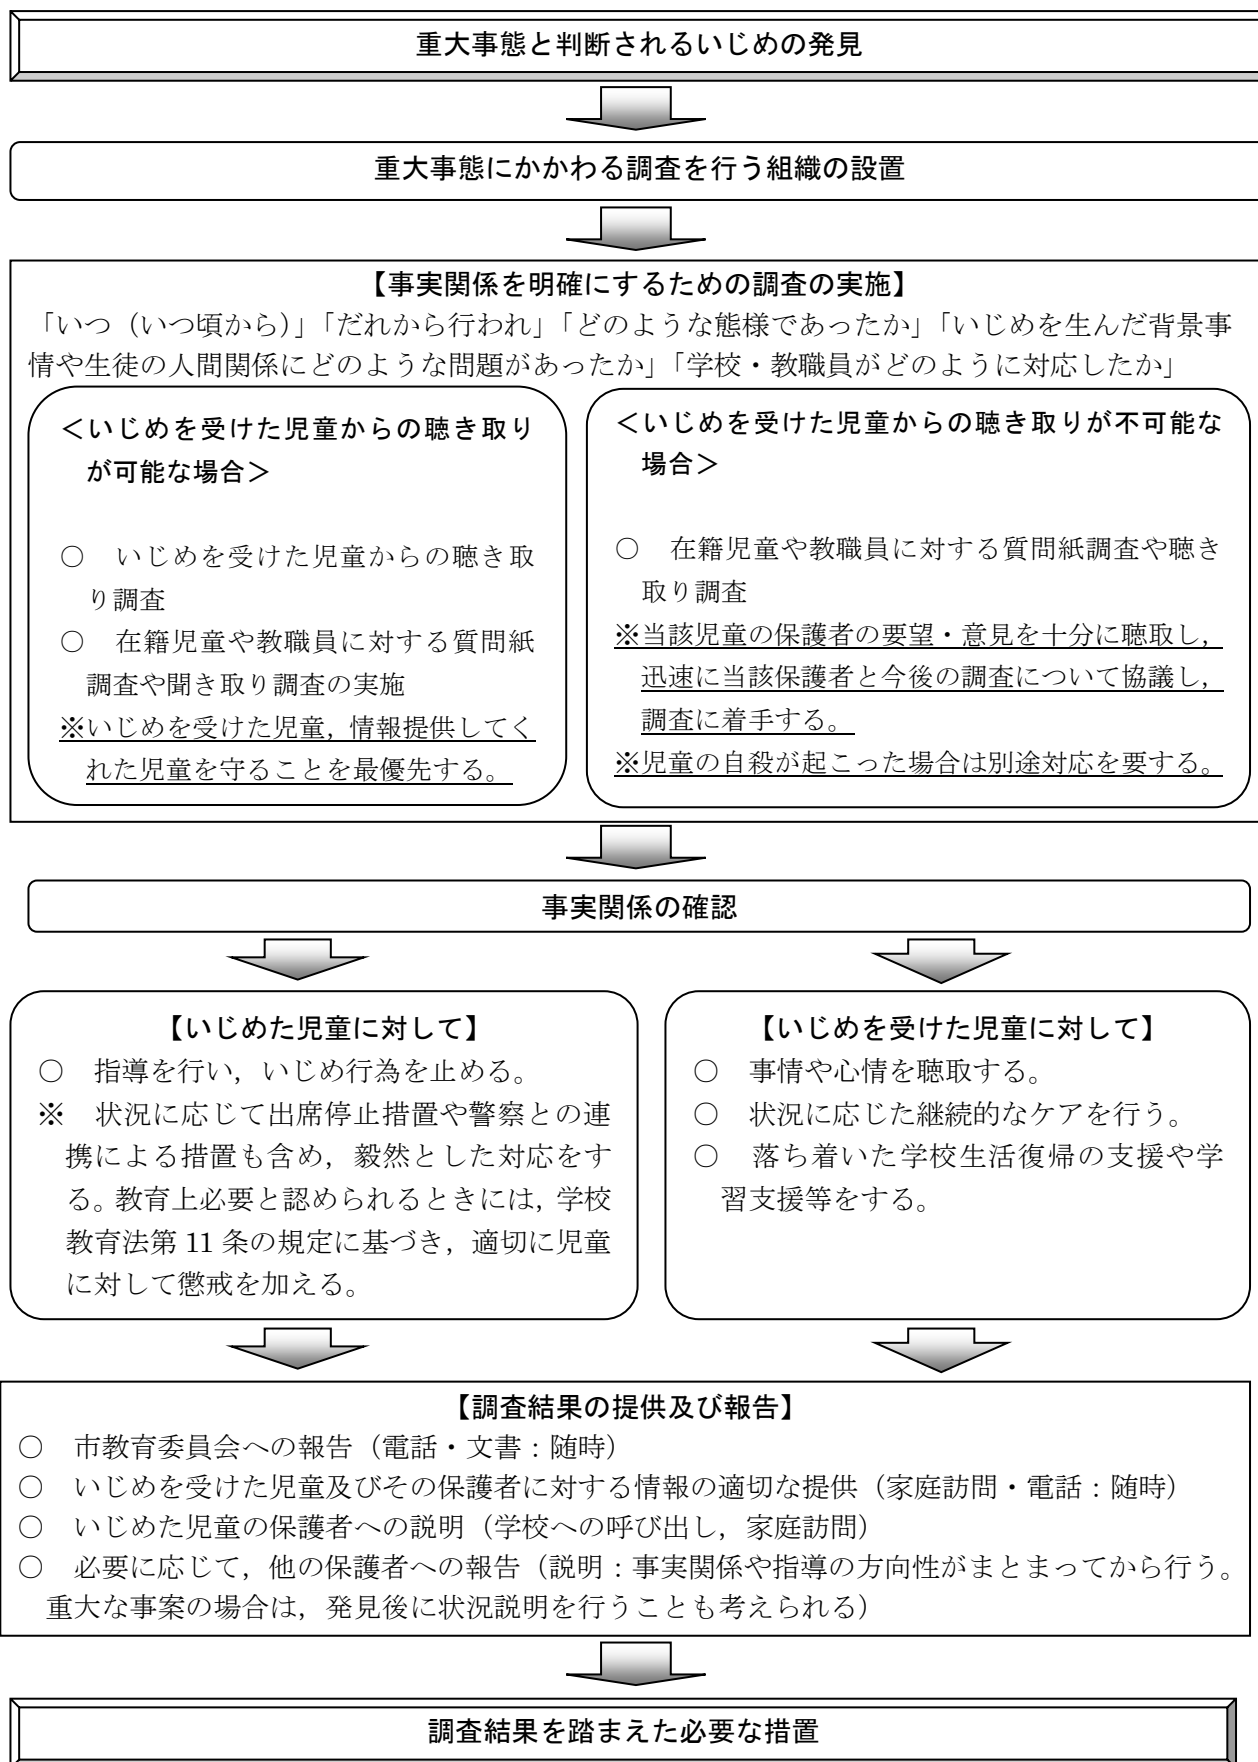 重大事態と判断されるいじめの発見
重大事態にかかわる調査を行う組織の設置
【事実関係を明確にするための調査の実施】
「いつ（いつ頃から）」「だれから行われ」「どのような態様であったか」「いじめを生んだ背景事
情や生徒の人間関係にどのような問題があったか」「学校・教職員がどのように対応したか」
＜いじめを受けた児童からの聴き取り
が可能な場合＞
○　いじめを受けた児童からの聴き取
り調査
○　在籍児童や教職員に対する質問紙
調査や聞き取り調査の実施
※いじめを受けた児童，情報提供してく
れた児童を守ることを最優先する。
＜いじめを受けた児童からの聴き取りが不可能な
場合＞
○　在籍児童や教職員に対する質問紙調査や聴き
取り調査
※当該児童の保護者の要望・意見を十分に聴取し，
迅速に当該保護者と今後の調査について協議し，
調査に着手する。
※児童の自殺が起こった場合は別途対応を要する。
事実関係の確認
【いじめた児童に対して】
○　指導を行い，いじめ行為を止める。
※　状況に応じて出席停止措置や警察との連
携による措置も含め，毅然とした対応をす
る。教育上必要と認められるときには，学校
教育法第 11 条の規定に基づき，適切に児童
に対して懲戒を加える。
【いじめを受けた児童に対して】
○　事情や心情を聴取する。
○　状況に応じた継続的なケアを行う。
○　落ち着いた学校生活復帰の支援や学
習支援等をする。
【調査結果の提供及び報告】
○　市教育委員会への報告（電話・文書：随時）
○　いじめを受けた児童及びその保護者に対する情報の適切な提供（家庭訪問・電話：随時）
○　いじめた児童の保護者への説明（学校への呼び出し，家庭訪問）
○　必要に応じて，他の保護者への報告（説明：事実関係や指導の方向性がまとまってから行う。
重大な事案の場合は，発見後に状況説明を行うことも考えられる）
調査結果を踏まえた必要な措置